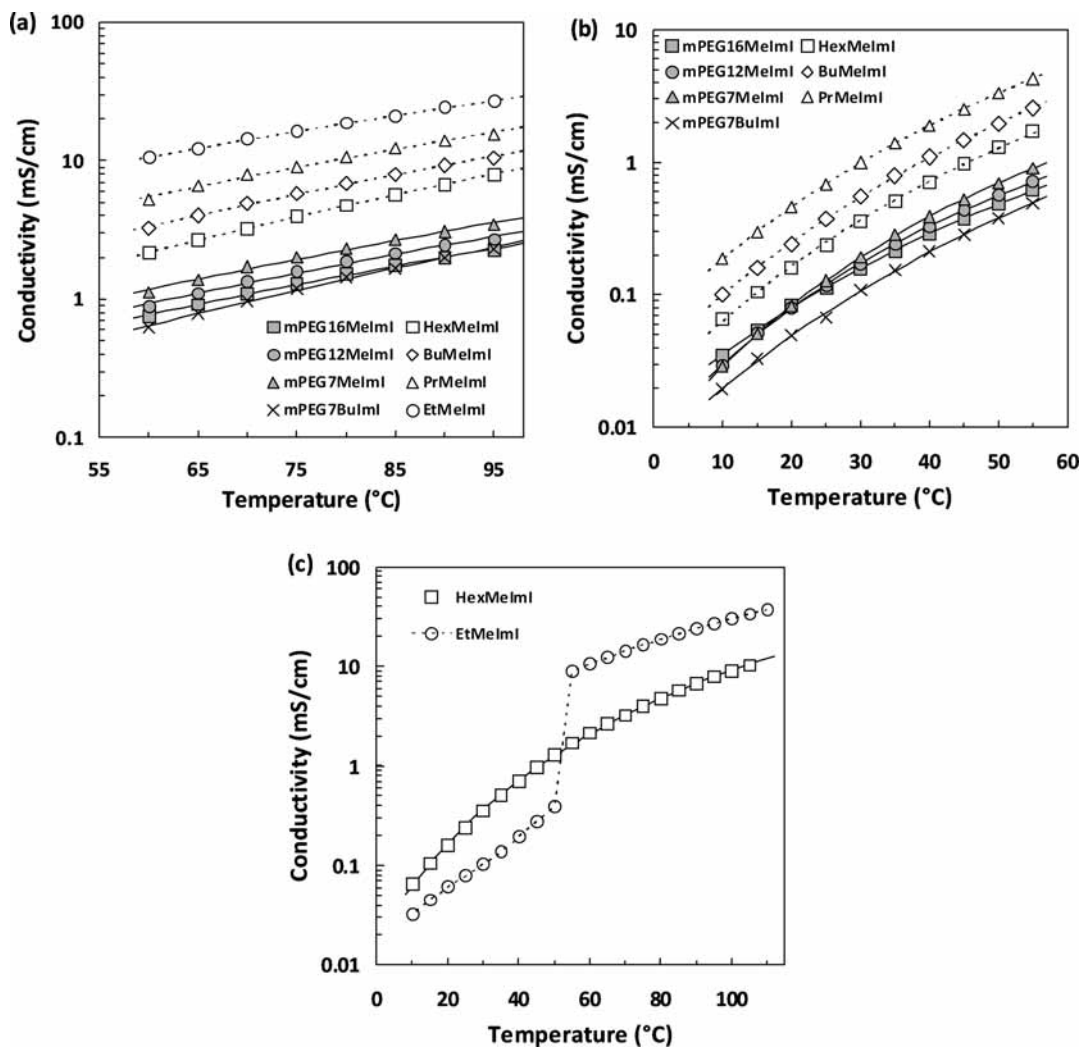 (a)
Conductivity (mS/cm)
100
10
1
0.1
mPEG16MeImI
mPEG12MeImI
mPEG7MeImI
mPEG7BuImI
HexMeImI
BuMeImI
PrMeImI
EtMeImI
55 65 75 85 95
Temperature (°C)
(b)
Conductivity (mS/cm)
10
1
0.1
0.01
mPEG16MeImI
mPEG12MeImI
mPEG7MeImI
mPEG7BuImI
HexMeImI
BuMeImI
PrMeImI
0 10 20 30 40 50 60
Temperature (°C)
(c)
Conductivity (mS/cm)
100
10
1
0.1
0.01
HexMeImI
EtMeImI
0 20 40 60 80 100
Temperature (°C)